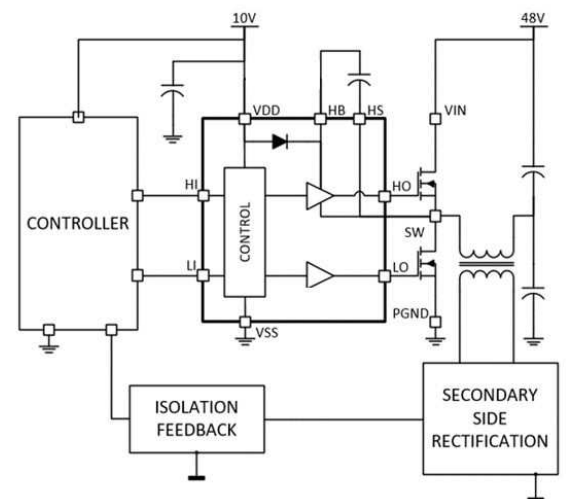 10V
48V
VDD
HB
HS
VIN
HI
HO
CONTROLLER
CONTROL
SW
LI
LO
PGND
VSS
ISOLATION
FEEDBACK
SECONDARY
SIDE
RECTIFICATION